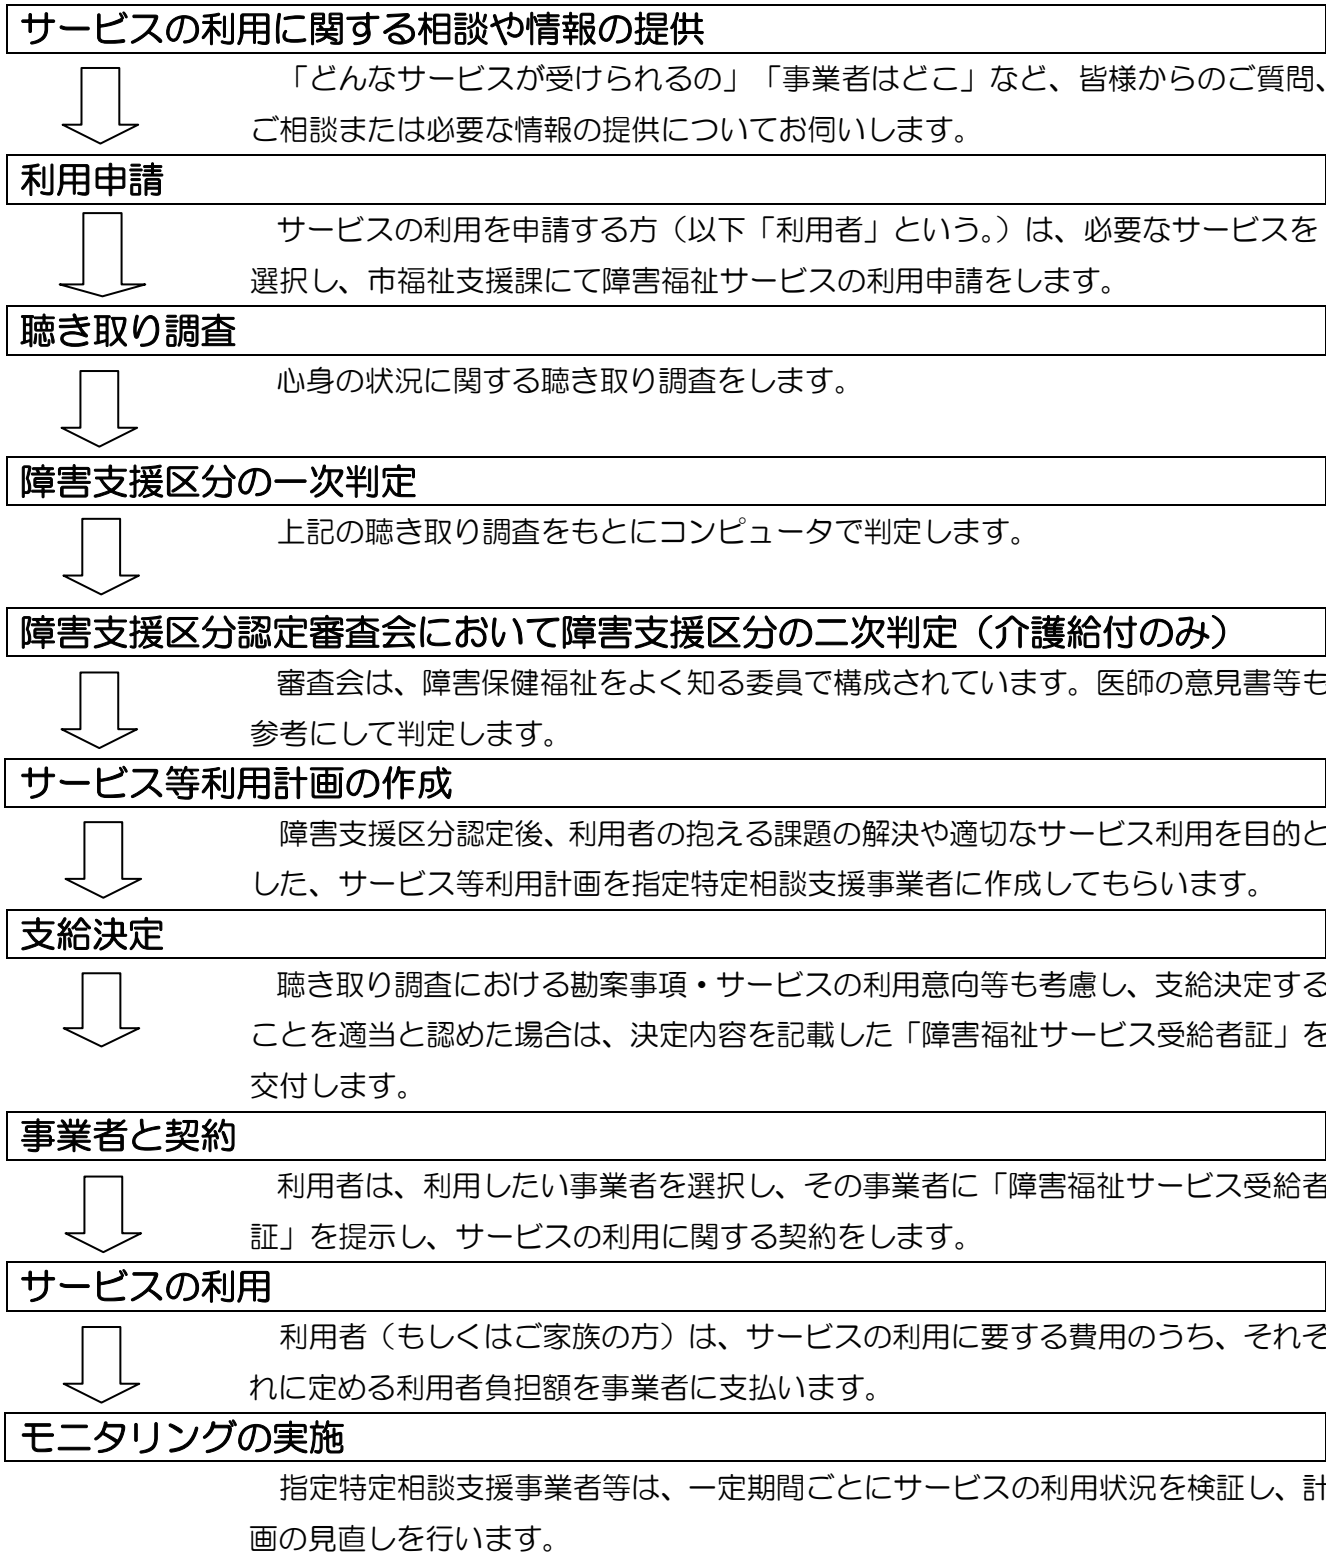 サービスの利用に関する相談や情報の提供
「どんなサービスが受けられるの」「事業者はどこ」など、皆様からのご質問、
ご相談または必要な情報の提供についてお伺いします。
利用申請
サービスの利用を申請する方（以下「利用者」という。）は、必要なサービスを
選択し、市福祉支援課にて障害福祉サービスの利用申請をします。
聴き取り調査
心身の状況に関する聴き取り調査をします。
障害支援区分の一次判定
上記の聴き取り調査をもとにコンピュータで判定します。
障害支援区分認定審査会において障害支援区分の二次判定（介護給付のみ）
審査会は、障害保健福祉をよく知る委員で構成されています。医師の意見書等も
参考にして判定します。
サービス等利用計画の作成
障害支援区分認定後、利用者の抱える課題の解決や適切なサービス利用を目的と
した、サービス等利用計画を指定特定相談支援事業者に作成してもらいます。
支給決定
聴き取り調査における勘案事項・サービスの利用意向等も考慮し、支給決定する
ことを適当と認めた場合は、決定内容を記載した「障害福祉サービス受給者証」を
交付します。
事業者と契約
利用者は、利用したい事業者を選択し、その事業者に「障害福祉サービス受給者
証」を提示し、サービスの利用に関する契約をします。
サービスの利用
利用者（もしくはご家族の方）は、サービスの利用に要する費用のうち、それぞ
れに定める利用者負担額を事業者に支払います。
モニタリングの実施
指定特定相談支援事業者等は、一定期間ごとにサービスの利用状況を検証し、計
画の見直しを行います。